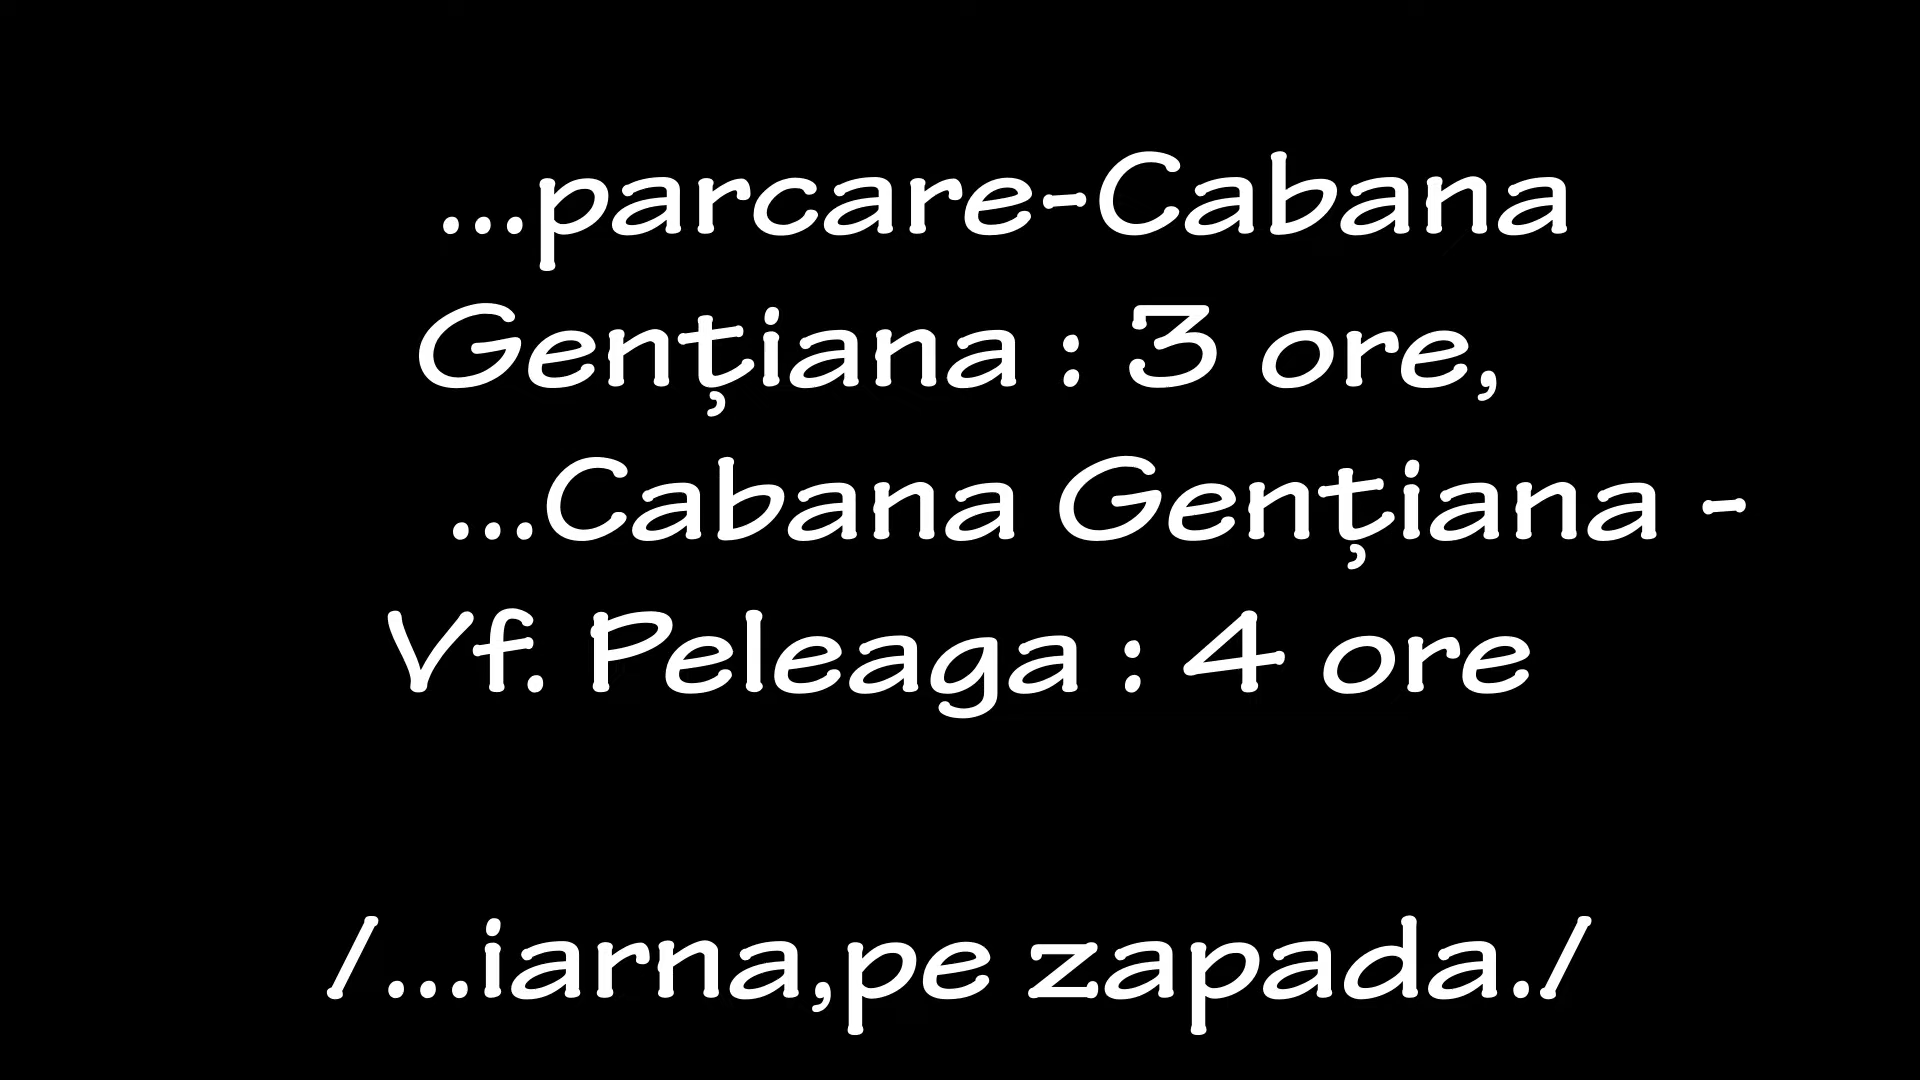 ...parcare-Cabana
Gențiana : 3 ore,
...Cabana Gențiana -
Vf. Peleaga : 4 ore
/...iarna,pe zapada./